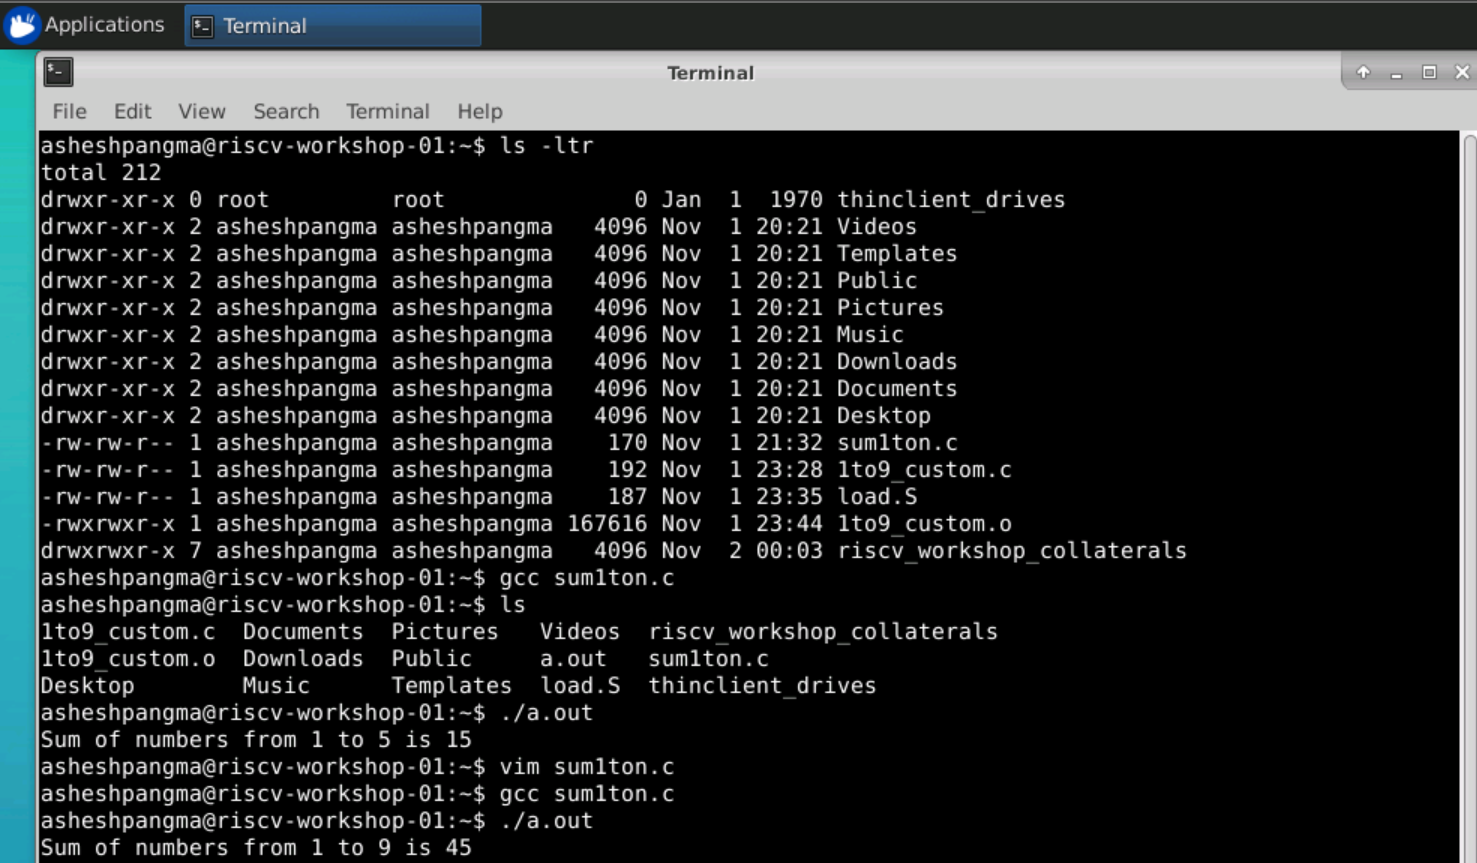 Applications Terminal
Terminal
File Edit View Search Terminal Help
asheshpangma@riscv-workshop-01:~$ ls -ltr
total 212
drwxr-xr-x 0 root         root              0 Jan  1  1970 thinclient_drives
drwxr-xr-x 2 asheshpangma asheshpangma   4096 Nov  1 20:21 Videos
drwxr-xr-x 2 asheshpangma asheshpangma   4096 Nov  1 20:21 Templates
drwxr-xr-x 2 asheshpangma asheshpangma   4096 Nov  1 20:21 Public
drwxr-xr-x 2 asheshpangma asheshpangma   4096 Nov  1 20:21 Pictures
drwxr-xr-x 2 asheshpangma asheshpangma   4096 Nov  1 20:21 Music
drwxr-xr-x 2 asheshpangma asheshpangma   4096 Nov  1 20:21 Downloads
drwxr-xr-x 2 asheshpangma asheshpangma   4096 Nov  1 20:21 Documents
drwxr-xr-x 2 asheshpangma asheshpangma   4096 Nov  1 20:21 Desktop
-rw-rw-r-- 1 asheshpangma asheshpangma    170 Nov  1 21:32 sum1ton.c
-rw-rw-r-- 1 asheshpangma asheshpangma    192 Nov  1 23:28 1to9_custom.c
-rw-rw-r-- 1 asheshpangma asheshpangma    187 Nov  1 23:35 load.S
-rwxrwxr-x 1 asheshpangma asheshpangma 167616 Nov  1 23:44 1to9_custom.o
drwxrwxr-x 7 asheshpangma asheshpangma   4096 Nov  2 00:03 riscv_workshop_collaterals
asheshpangma@riscv-workshop-01:~$ gcc sum1ton.c
asheshpangma@riscv-workshop-01:~$ ls
1to9_custom.c  Documents  Pictures   Videos  riscv_workshop_collaterals
1to9_custom.o  Downloads  Public     a.out   sum1ton.c
Desktop        Music      Templates  load.S  thinclient_drives
asheshpangma@riscv-workshop-01:~$ ./a.out
Sum of numbers from 1 to 5 is 15
asheshpangma@riscv-workshop-01:~$ vim sum1ton.c
asheshpangma@riscv-workshop-01:~$ gcc sum1ton.c
asheshpangma@riscv-workshop-01:~$ ./a.out
Sum of numbers from 1 to 9 is 45